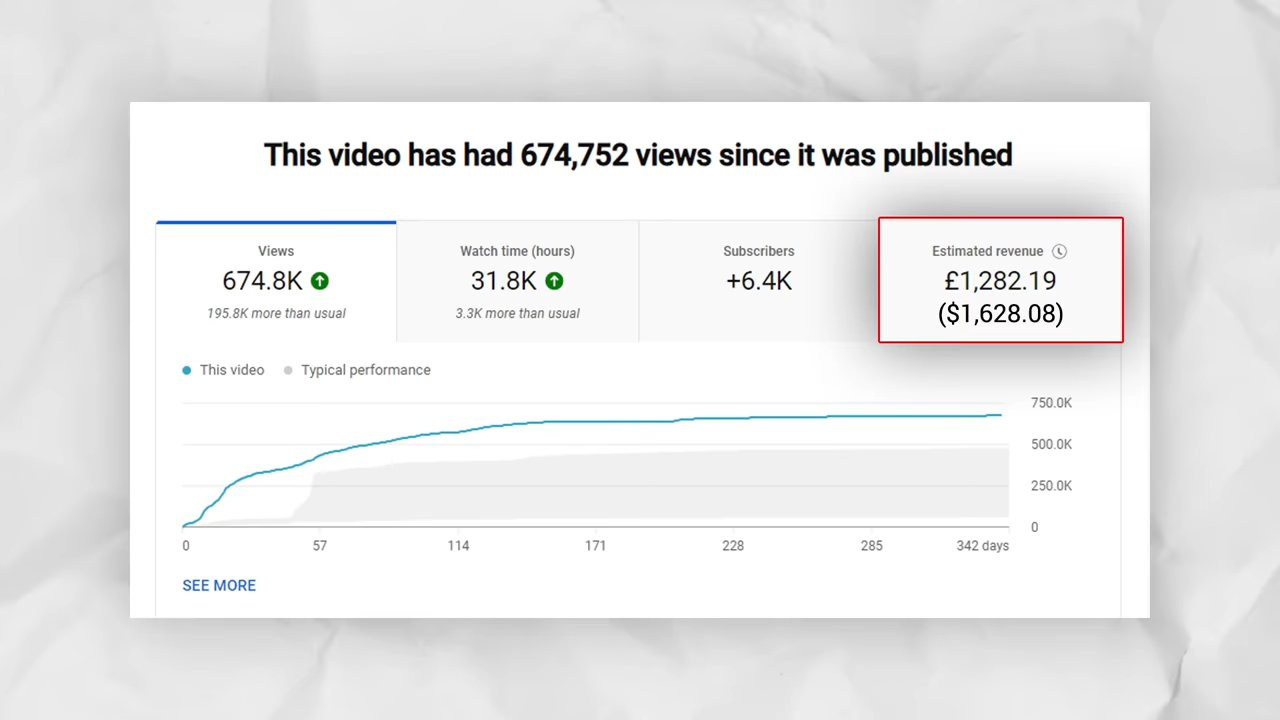 This video has had 674,752 views since it was published
Views
674.8K
195.8K more than usual
Watch time (hours)
31.8K
3.3K more than usual
Subscribers
+6.4K
Estimated revenue
£1,282.19
($1,628.08)
This video
Typical performance
750.0K
500.0K
250.0K
0
0 57 114 171 228 285 342 days
SEE MORE